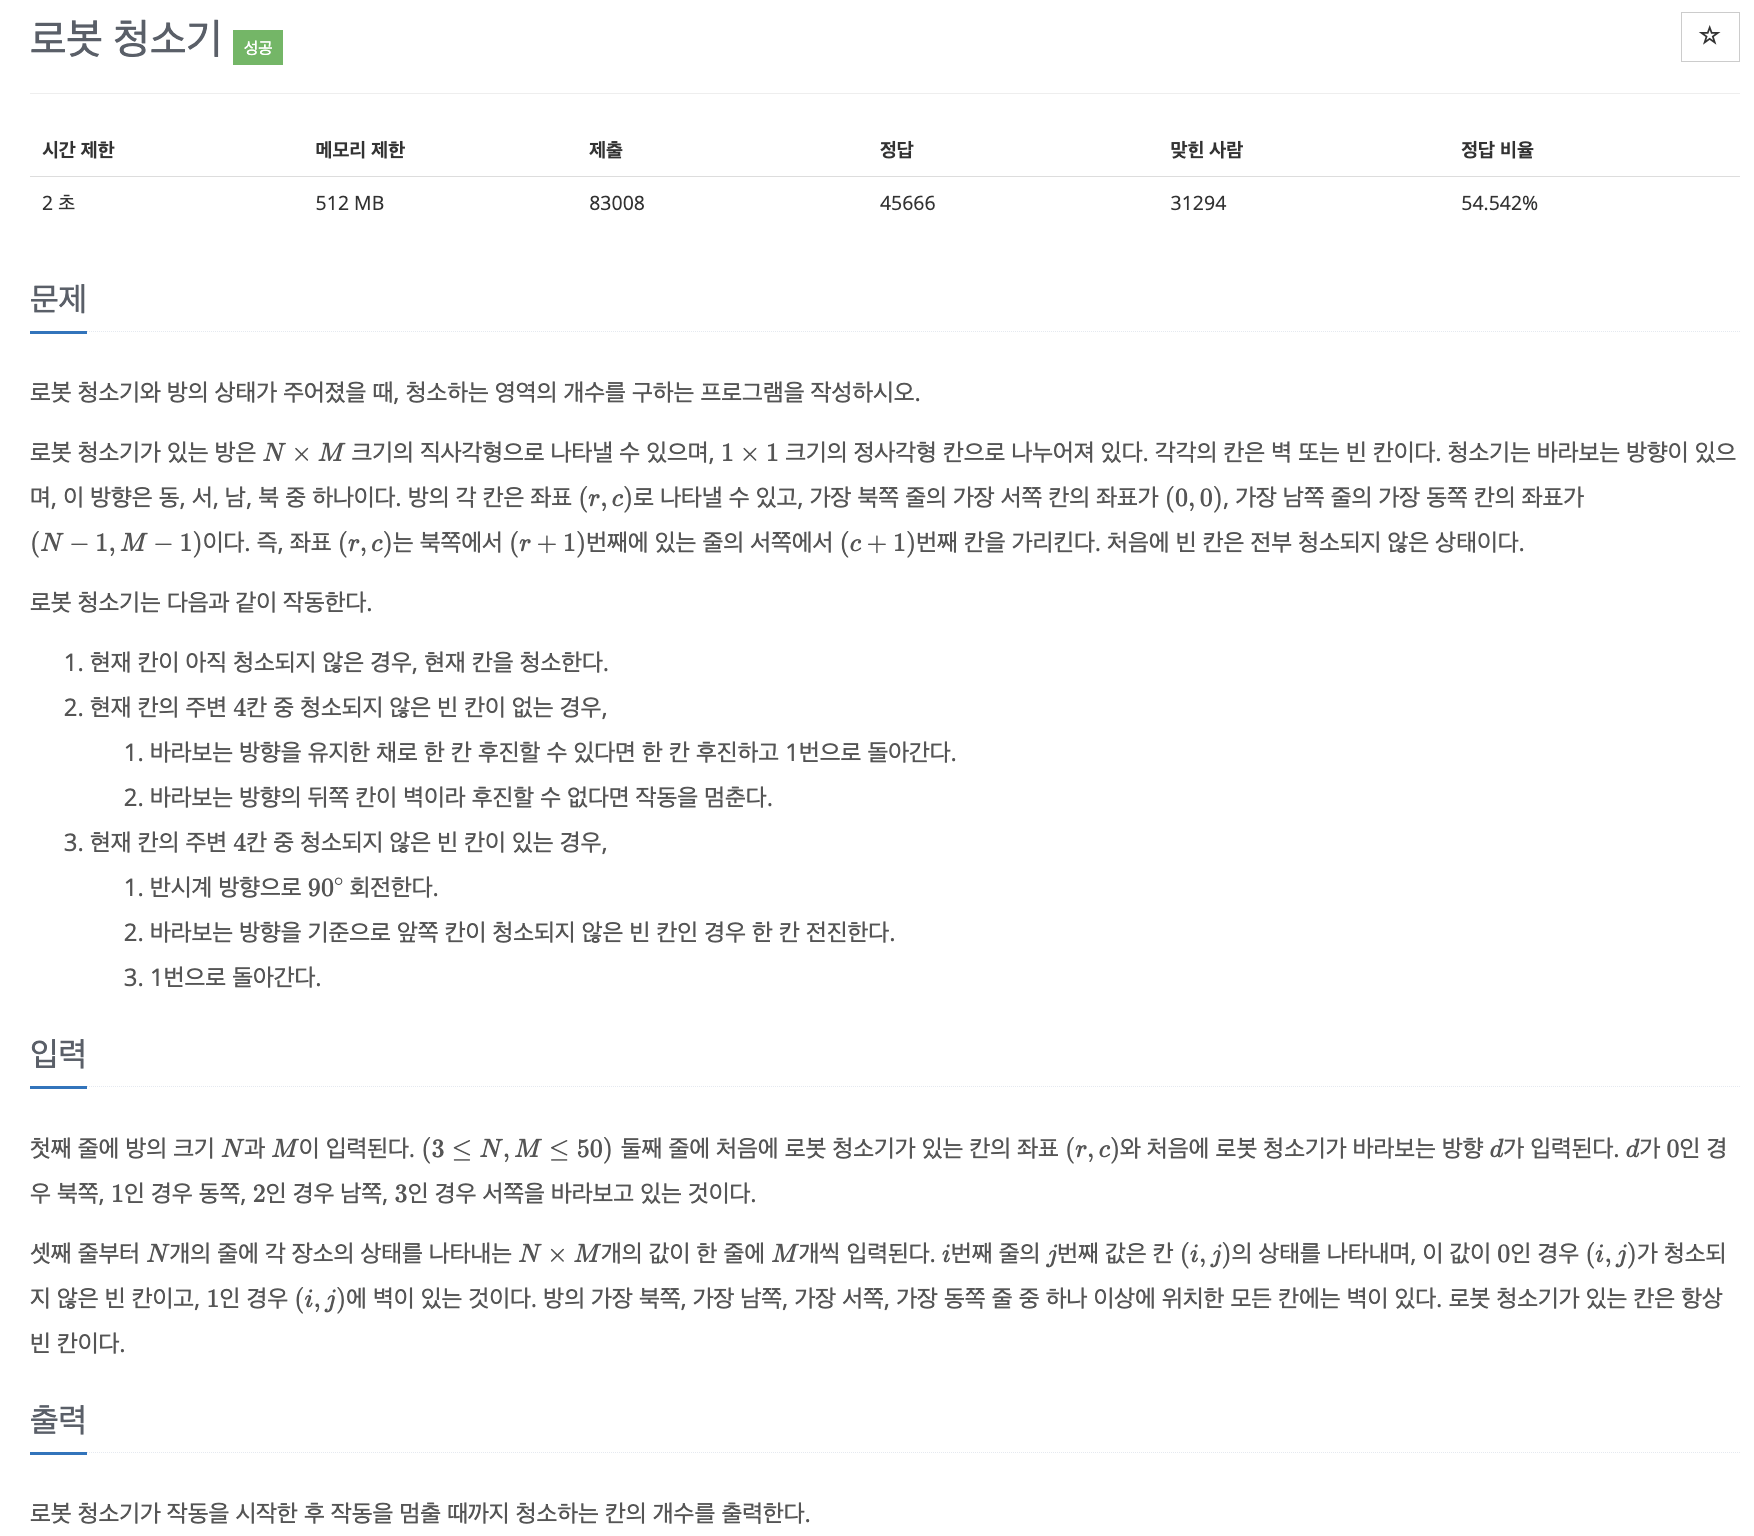 로봇 청소기 성공
☆
시간 제한 메모리 제한 제출 정답 맞힌 사람 정답 비율
2 초 512 MB 83008 45666 31294 54.542%
문제
로봇 청소기와 방의 상태가 주어졌을 때, 청소하는 영역의 개수를 구하는 프로그램을 작성하시오.
로봇 청소기가 있는 방은 N × M 크기의 직사각형으로 나타낼 수 있으며, 1 × 1 크기의 정사각형 칸으로 나누어져 있다. 각각의 칸은 벽 또는 빈 칸이다. 청소기는 바라보는 방향이 있으
며, 이 방향은 동, 서, 남, 북 중 하나이다. 방의 각 칸은 좌표 (r, c)로 나타낼 수 있고, 가장 북쪽 줄의 가장 서쪽 칸의 좌표가 (0, 0), 가장 남쪽 줄의 가장 동쪽 칸의 좌표가
(N − 1, M − 1)이다. 즉, 좌표 (r, c)는 북쪽에서 (r + 1)번째에 있는 줄의 서쪽에서 (c + 1)번째 칸을 가리킨다. 처음에 빈 칸은 전부 청소되지 않은 상태이다.
로봇 청소기는 다음과 같이 작동한다.
1. 현재 칸이 아직 청소되지 않은 경우, 현재 칸을 청소한다.
2. 현재 칸의 주변 4칸 중 청소되지 않은 빈 칸이 없는 경우,
1. 바라보는 방향을 유지한 채로 한 칸 후진할 수 있다면 한 칸 후진하고 1번으로 돌아간다.
2. 바라보는 방향의 뒤쪽 칸이 벽이라 후진할 수 없다면 작동을 멈춘다.
3. 현재 칸의 주변 4칸 중 청소되지 않은 빈 칸이 있는 경우,
1. 반시계 방향으로 90° 회전한다.
2. 바라보는 방향을 기준으로 앞쪽 칸이 청소되지 않은 빈 칸인 경우 한 칸 전진한다.
3. 1번으로 돌아간다.
입력
첫째 줄에 방의 크기 N과 M이 입력된다. (3 ≤ N, M ≤ 50) 둘째 줄에 처음에 로봇 청소기가 있는 칸의 좌표 (r, c)와 처음에 로봇 청소기가 바라보는 방향 d가 입력된다. d가 0인 경
우 북쪽, 1인 경우 동쪽, 2인 경우 남쪽, 3인 경우 서쪽을 바라보고 있는 것이다.
셋째 줄부터 N개의 줄에 각 장소의 상태를 나타내는 N × M개의 값이 한 줄에 M개씩 입력된다. i번째 줄의 j번째 값은 칸 (i, j)의 상태를 나타내며, 이 값이 0인 경우 (i, j)가 청소되
지 않은 빈 칸이고, 1인 경우 (i, j)에 벽이 있는 것이다. 방의 가장 북쪽, 가장 남쪽, 가장 서쪽, 가장 동쪽 줄 중 하나 이상에 위치한 모든 칸에는 벽이 있다. 로봇 청소기가 있는 칸은 항상
빈 칸이다.
출력
로봇 청소기가 작동을 시작한 후 작동을 멈출 때까지 청소하는 칸의 개수를 출력한다.